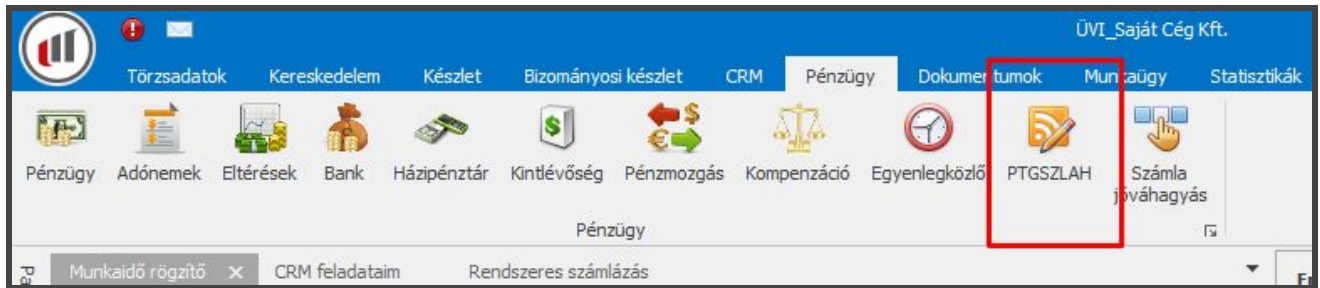 ÜVI_Saját Cég Kft.
Törzsadatok Kereskedelem Készlet Bizományosi készlet CRM Pénzügy Dokumentumok Munkaügy Statisztikák
Pénzügy Adónemek Eltérések Bank Házipénztár Kintlévőség Pénzmozgás Kompenzáció Egyenlegközlő PTGSZLAH Számla
jóváhagyás
Pénzügy
Pa Munkaidő rögzítő CRM feladataim Rendszeres számlázás